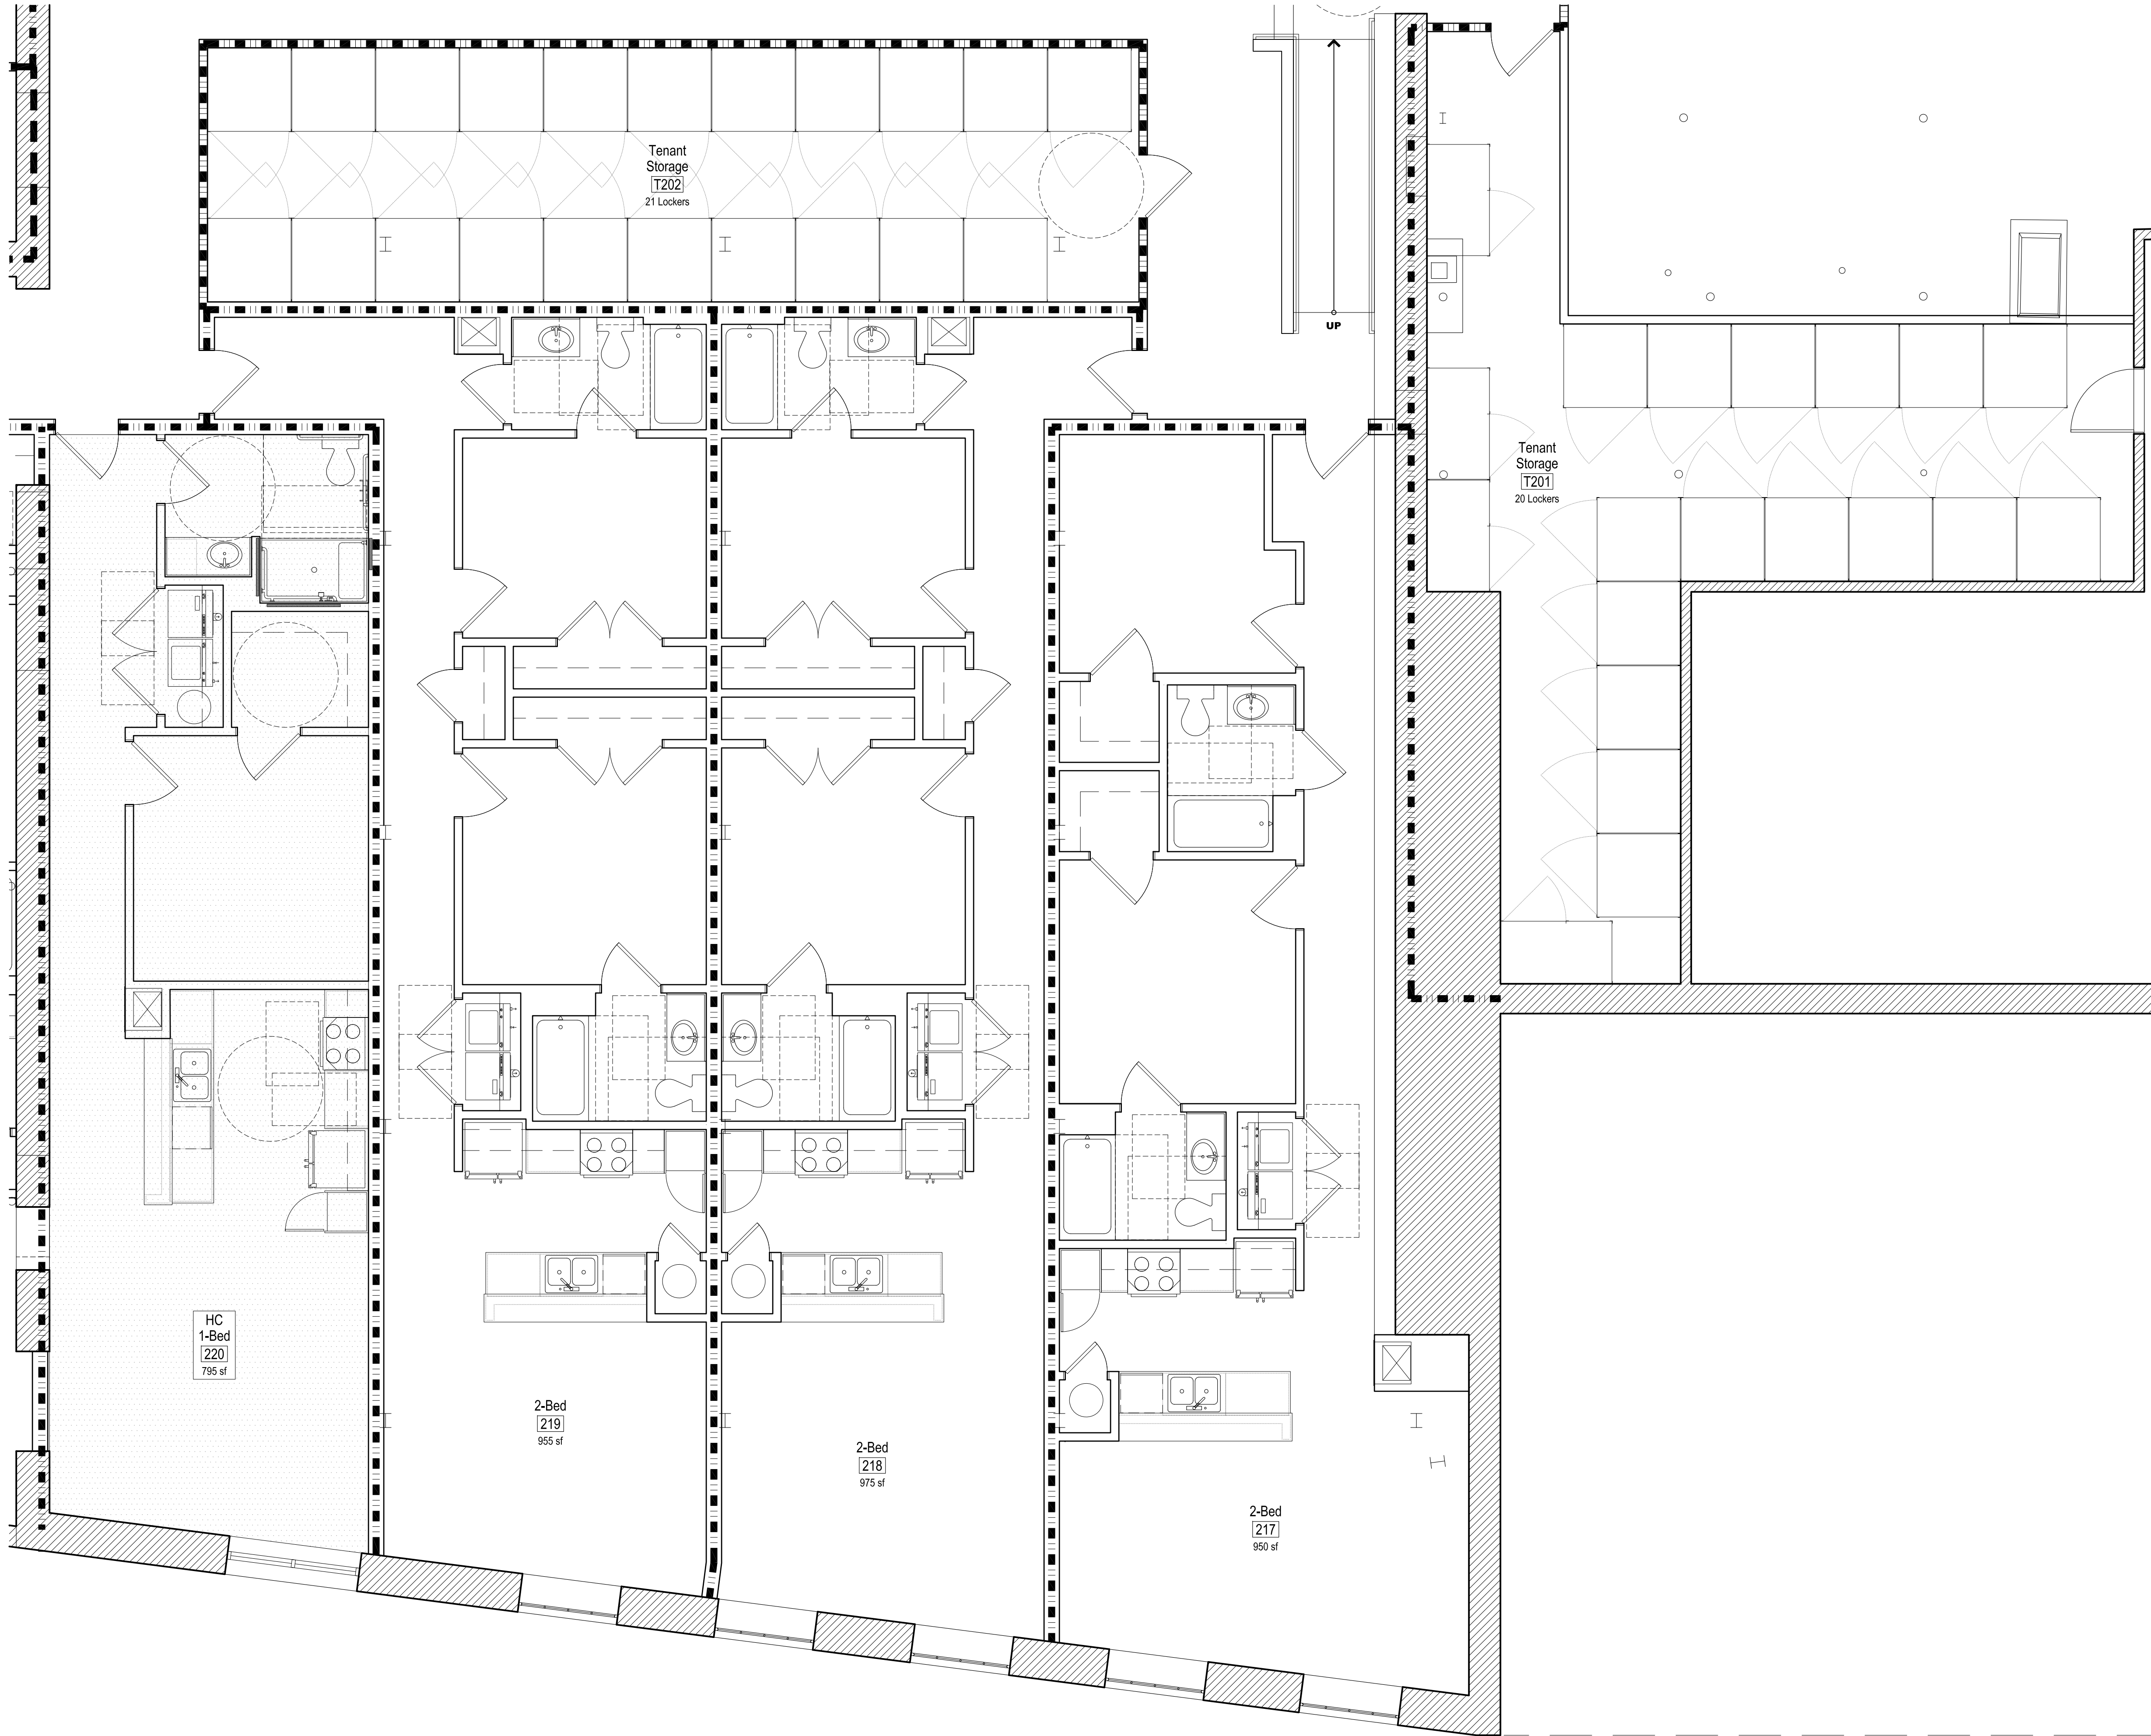 Tenant
Storage
T202
21 Lockers
UP
Tenant
Storage
T201
20 Lockers
HC
1-Bed
220
795 sf
2-Bed
219
955 sf
2-Bed
218
975 sf
2-Bed
217
950 sf